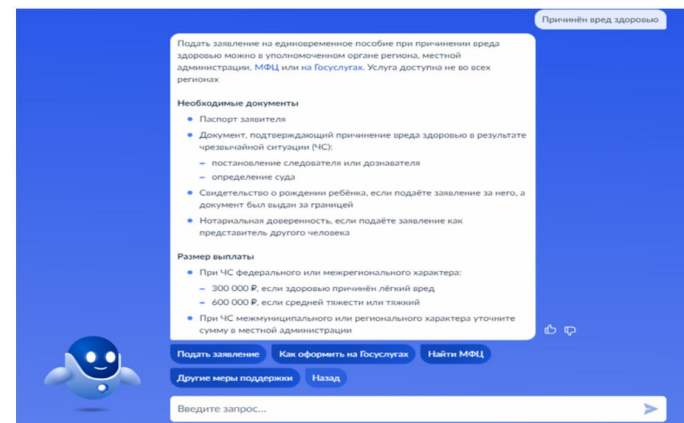 Причинён вред здоровью
Подать заявление на единовременное пособие при причинении вреда
здоровью можно в уполномоченном органе региона, местной
администрации, МФЦ или на Госуслугах. Услуга доступна не во всех
регионах
Необходимые документы
• Паспорт заявителя
• Документ, подтверждающий причинение вреда здоровью в результате
чрезвычайной ситуации (ЧС):
– постановление следователя или дознавателя
– определение суда
• Свидетельство о рождении ребёнка, если подаёте заявление за него, а
документ был выдан за границей
• Нотариальная доверенность, если подаёте заявление как
представитель другого человека
Размер выплаты
• При ЧС федерального или межрегионального характера:
– 300 000 ₽, если здоровью причинён лёгкий вред
– 600 000 ₽, если средней тяжести или тяжкий
• При ЧС межмуниципального или регионального характера уточните
сумму в местной администрации
Подать заявление Как оформить на Госуслугах Найти МФЦ
Другие меры поддержки Назад
Введите запрос...